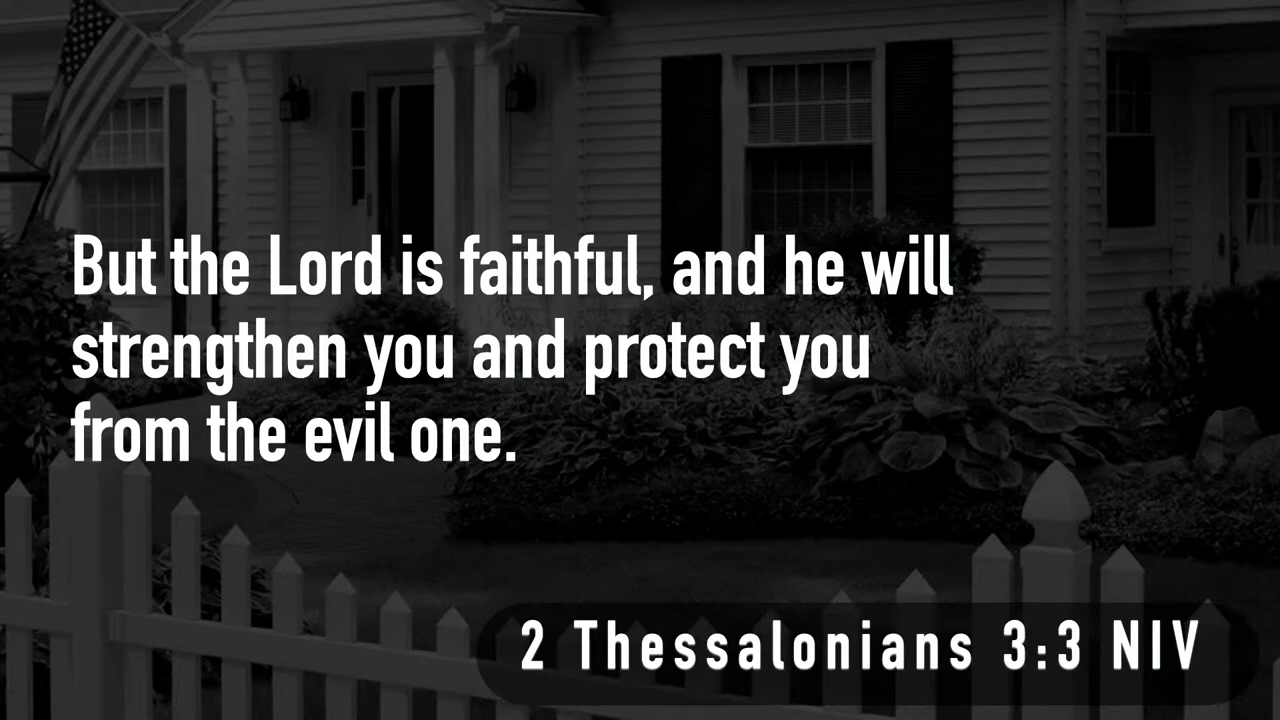 But the Lord is faithful, and he will
strengthen you and protect you
from the evil one.
2 Thessalonians 3:3 NIV